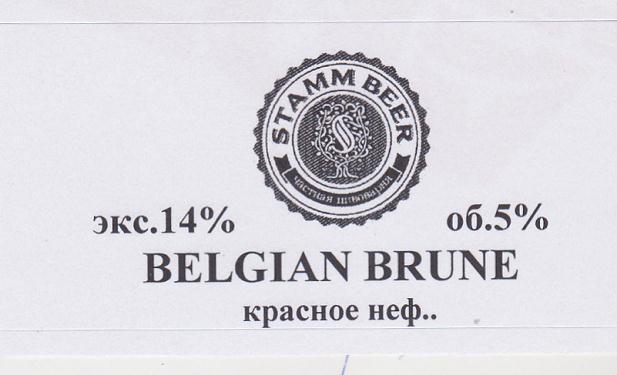 STAMM BEER
S
частная пивоварня
экс.14% об.5%
BELGIAN BRUNE
красное неф..